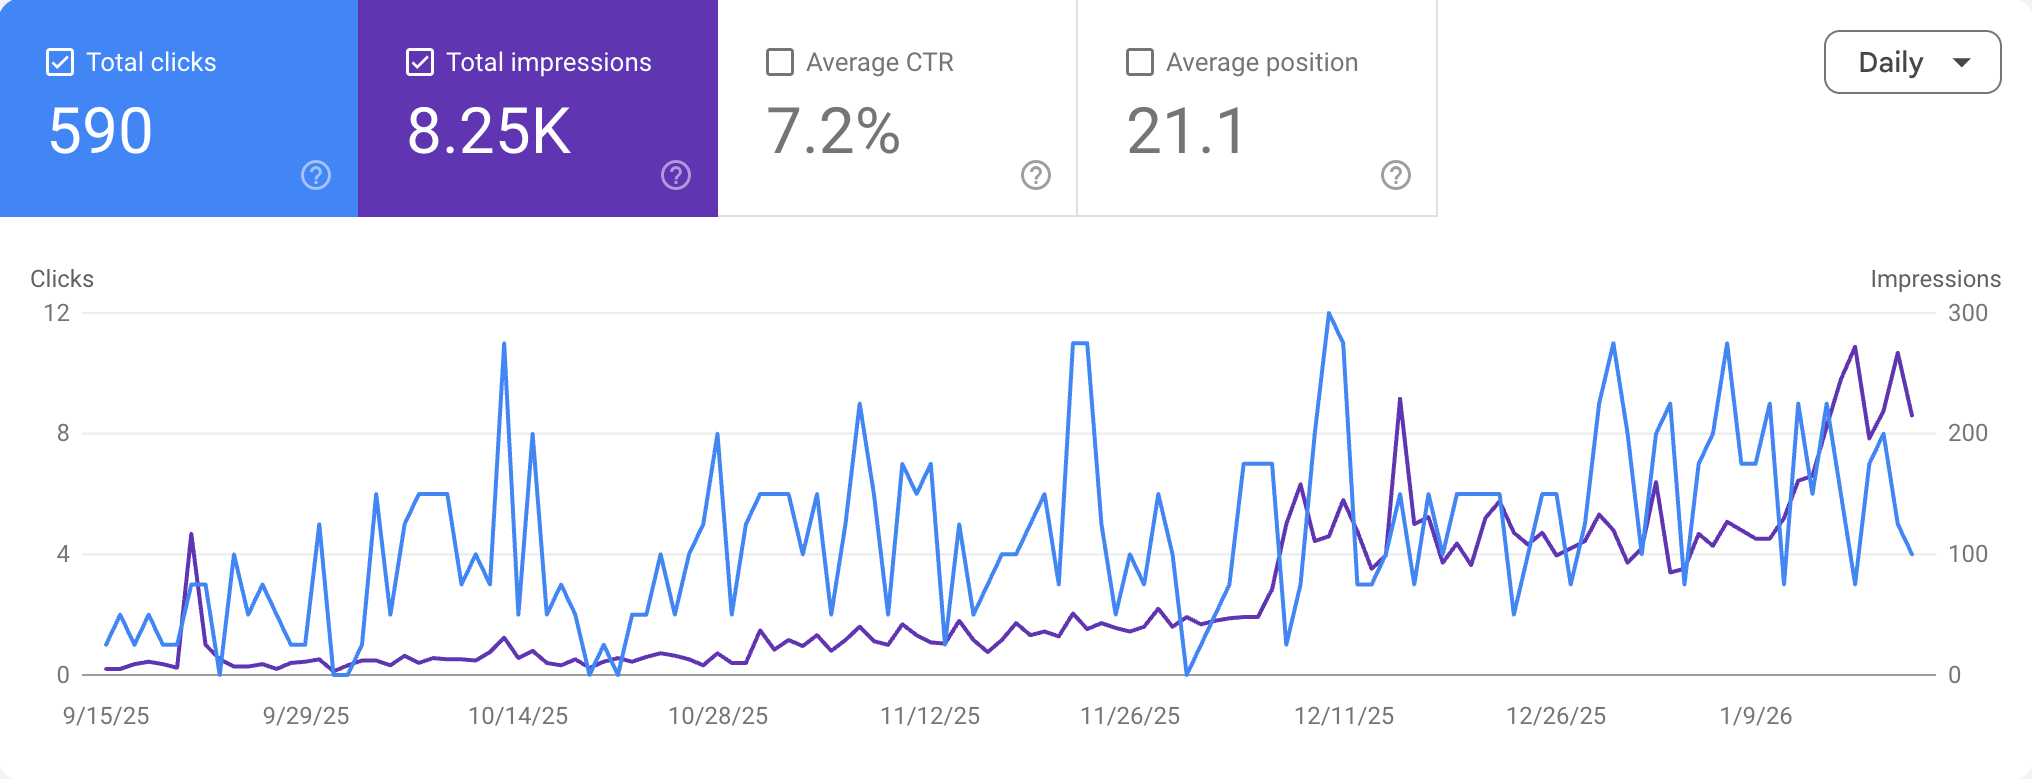 Total clicks
590
Total impressions
8.25K
Average CTR
7.2%
Average position
21.1
Daily
Clicks
Impressions
12
300
8
200
4
100
0
0
9/15/25
9/29/25
10/14/25
10/28/25
11/12/25
11/26/25
12/11/25
12/26/25
1/9/26